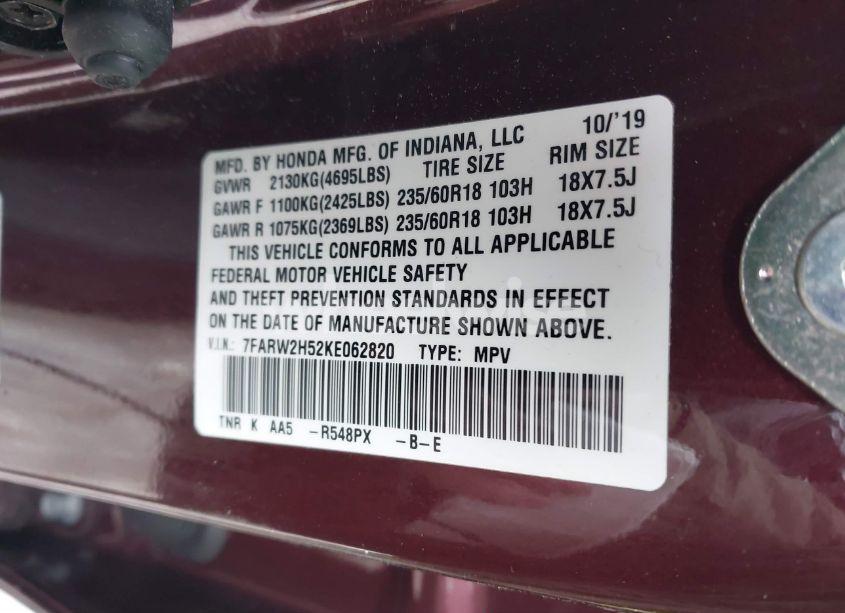 MFD. BY HONDA MFG. OF INDIANA, LLC 10/'19
GVWR 2130KG(4695LBS) TIRE SIZE RIM SIZE
GAWR F 1100KG(2425LBS) 235/60R18 103H 18X7.5J
GAWR R 1075KG(2369LBS) 235/60R18 103H 18X7.5J
THIS VEHICLE CONFORMS TO ALL APPLICABLE
FEDERAL MOTOR VEHICLE SAFETY
AND THEFT PREVENTION STANDARDS IN EFFECT
ON THE DATE OF MANUFACTURE SHOWN ABOVE.
V.I.N.: 7FARW2H52KE062820 TYPE: MPV
TNR K AA5 -R548PX -B-E